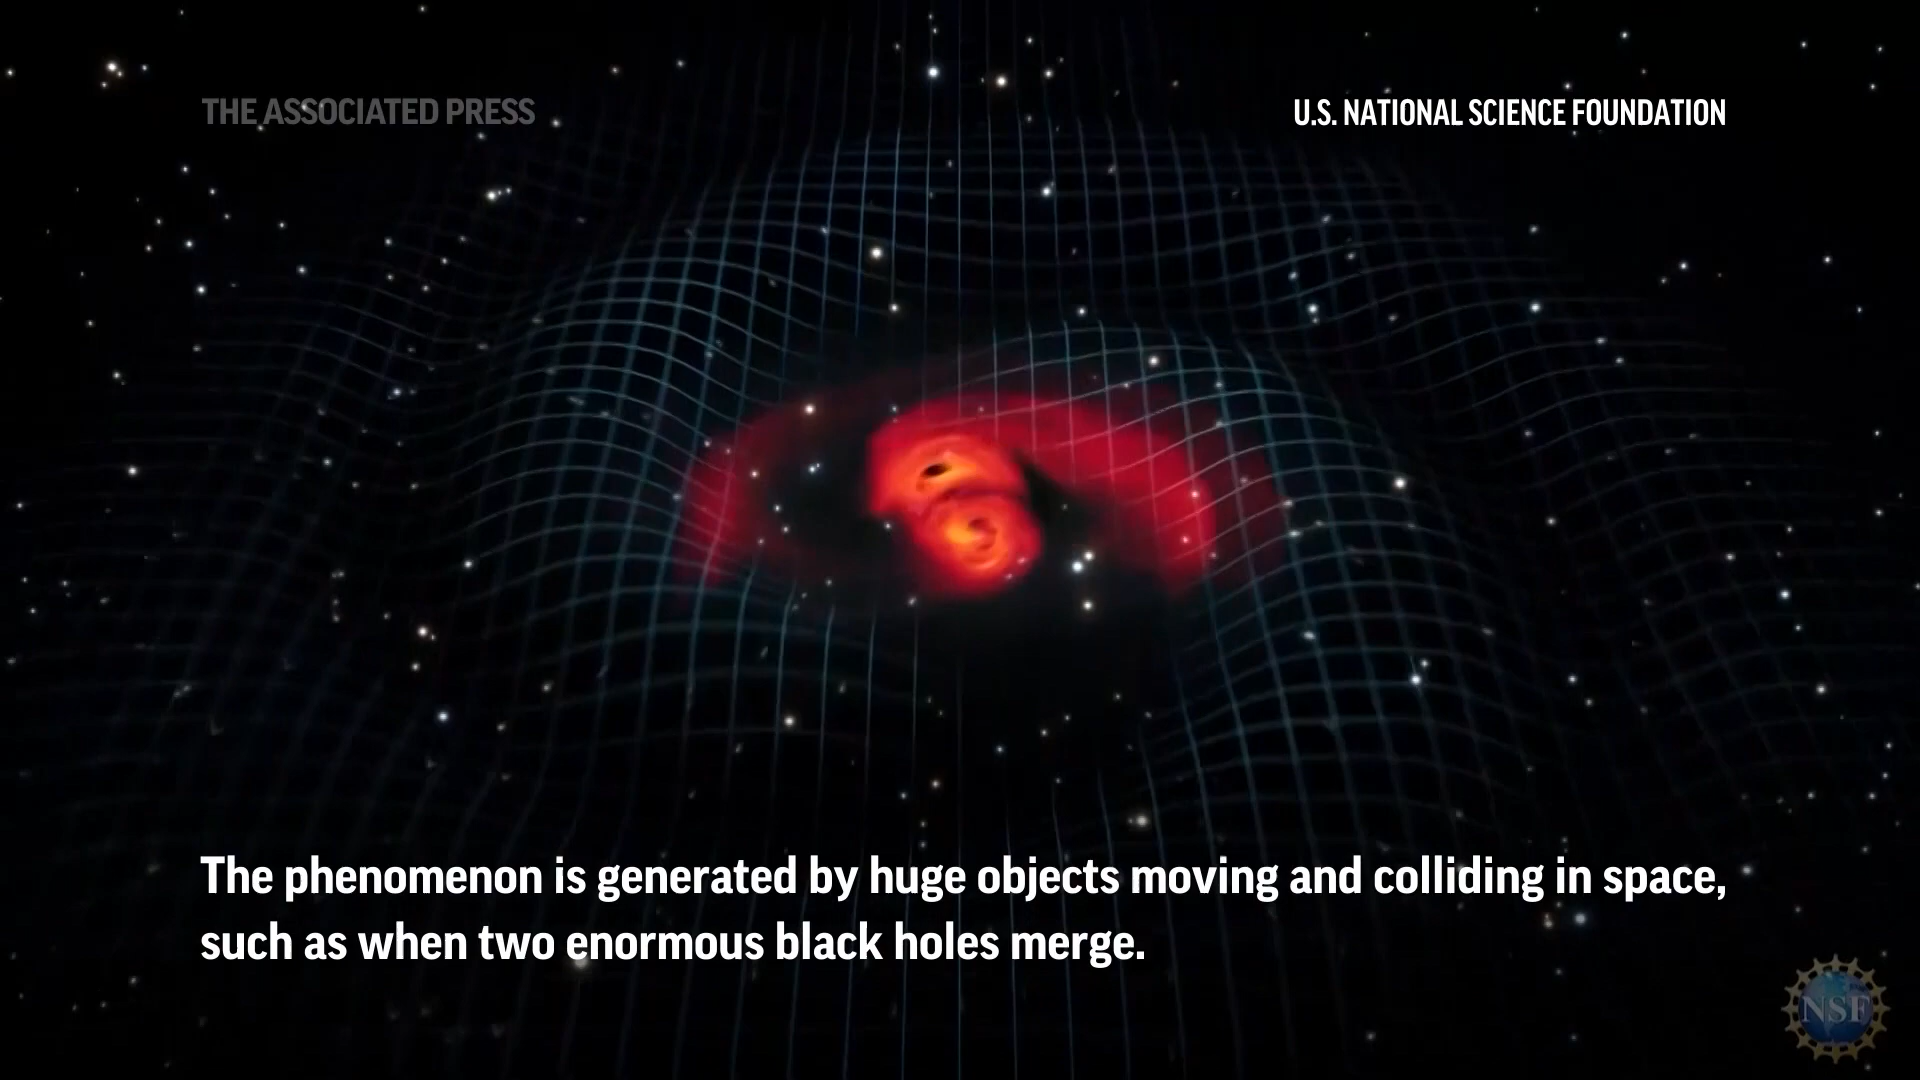 THE ASSOCIATED PRESS
U.S. NATIONAL SCIENCE FOUNDATION
The phenomenon is generated by huge objects moving and colliding in space,
such as when two enormous black holes merge.
NSF